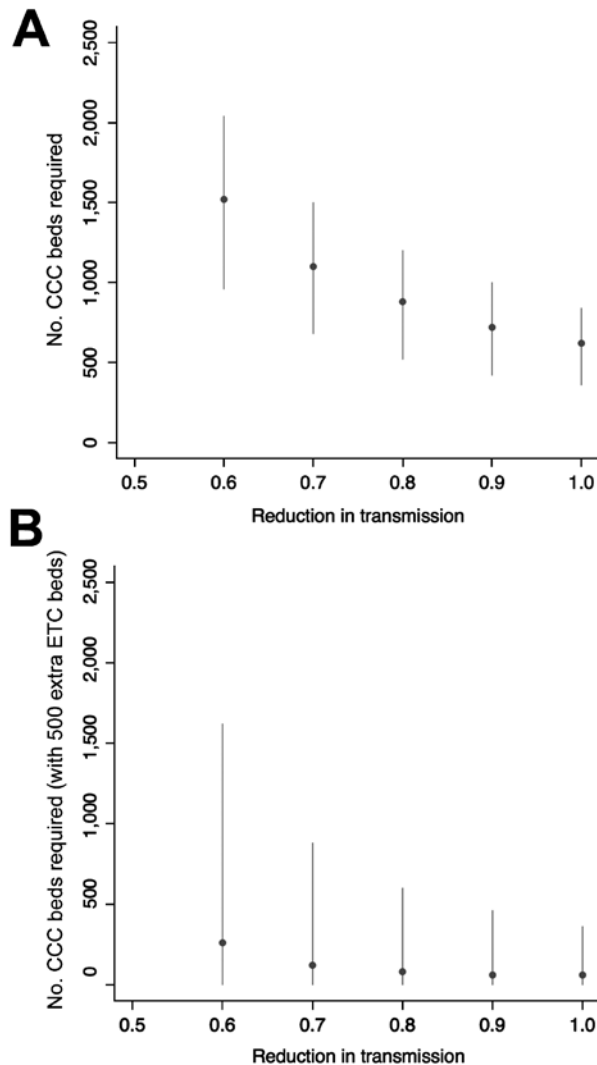 A
No. CCC beds required
2,500
2,000
1,500
1,000
500
0
0.5 0.6 0.7 0.8 0.9 1.0
Reduction in transmission
B
No. CCC beds required (with 500 extra ETC beds)
2,500
2,000
1,500
1,000
500
0
0.5 0.6 0.7 0.8 0.9 1.0
Reduction in transmission